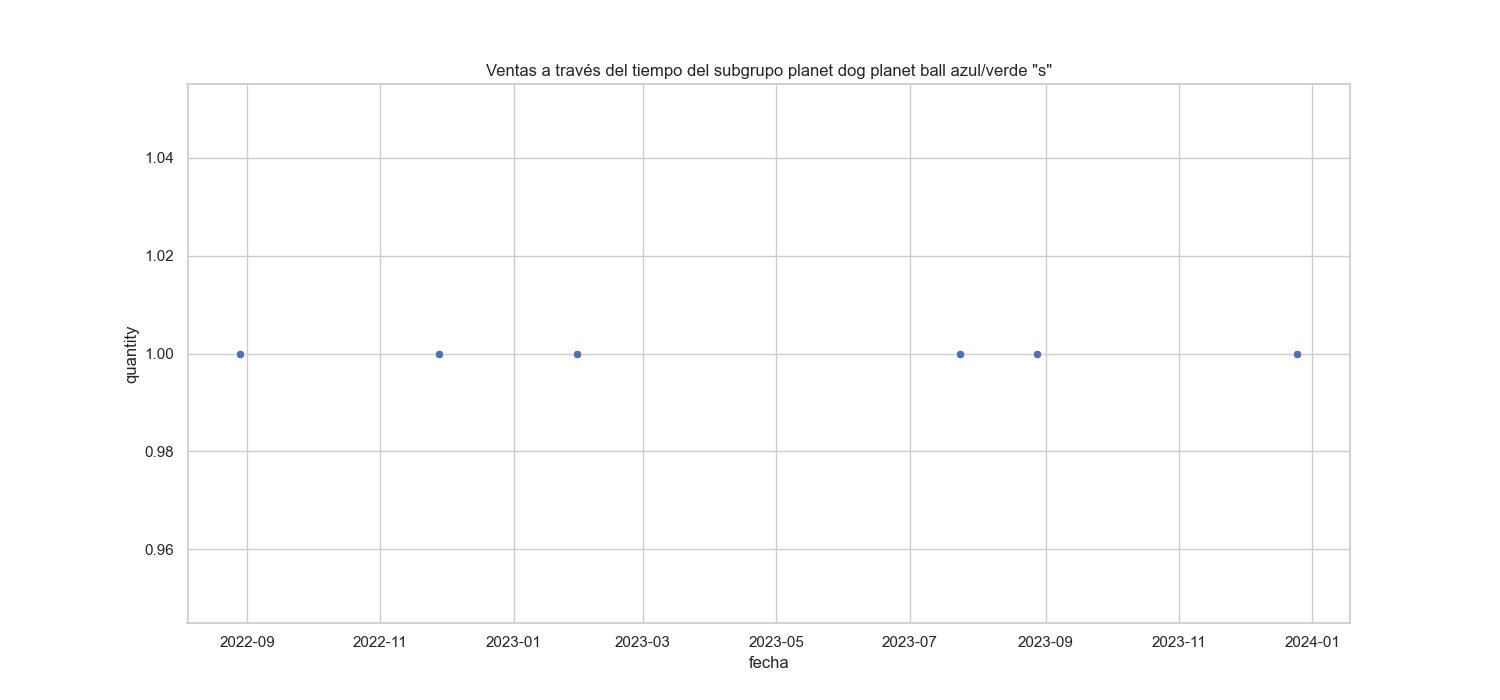 Ventas a través del tiempo del subgrupo planet dog planet ball azul/verde "s"
1.04
1.02
1.00
0.98
0.96
quantity
2022-09 2022-11 2023-01 2023-03 2023-05 2023-07 2023-09 2023-11 2024-01
fecha